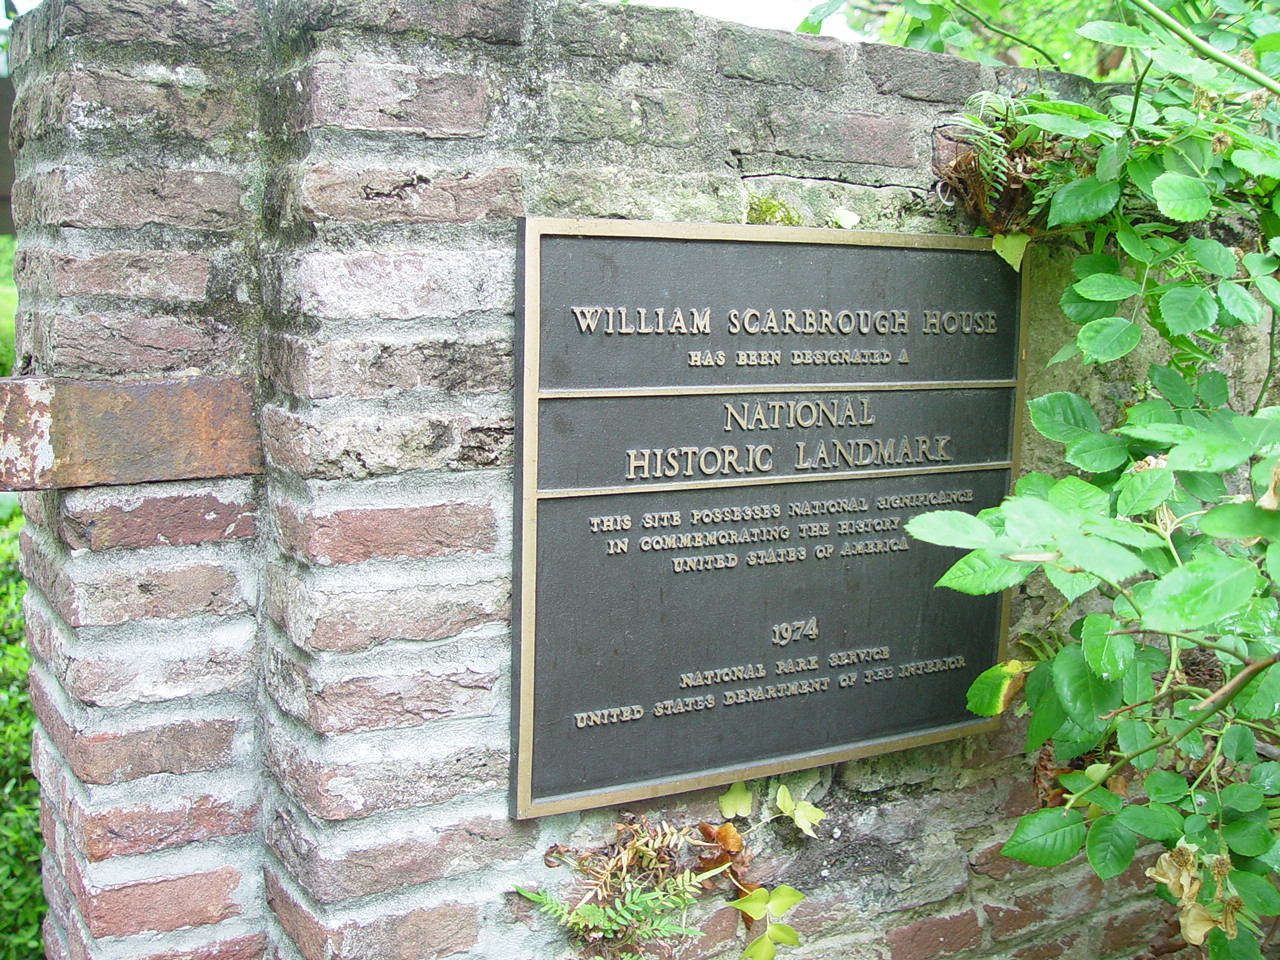 WILLIAM SCARBROUGH HOUSE
HAS BEEN DESIGNATED A
NATIONAL
HISTORIC LANDMARK
THIS SITE POSSESSES NATIONAL SIGNIFICANCE
IN COMMEMORATING THE HISTORY
UNITED STATES OF AMERICA
1974
NATIONAL PARK SERVICE
UNITED STATES DEPARTMENT OF THE INTERIOR